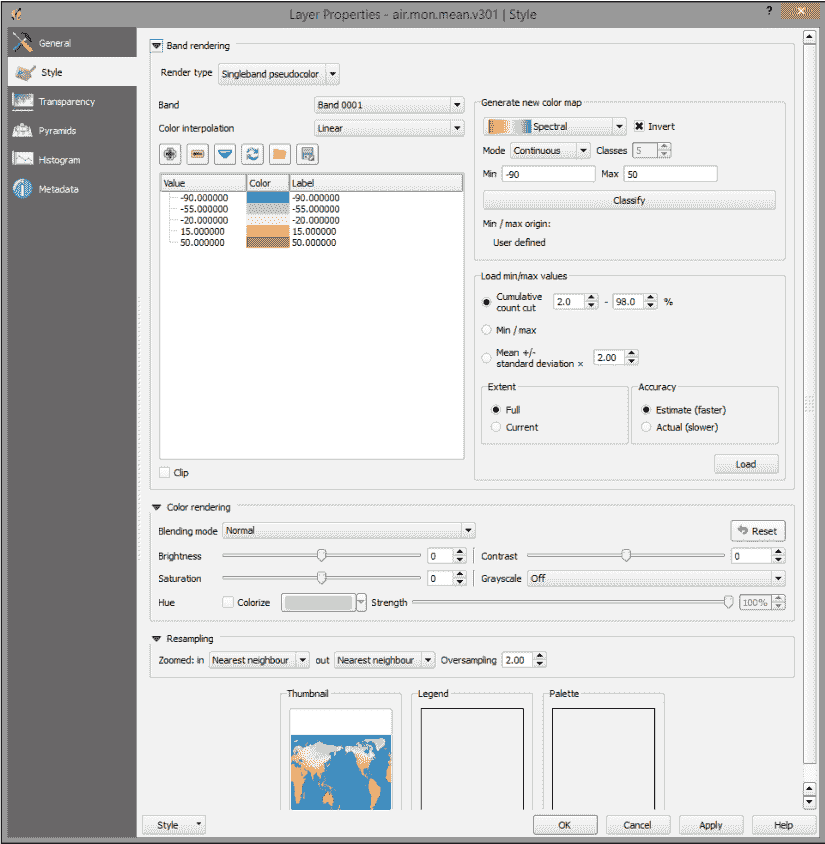 Layer Properties - air.mon.mean.v301 | Style
?
General
Style
Transparency
Pyramids
Histogram
Metadata
Band rendering
Render type Singleband pseudocolor
Band Band 0001
Color interpolation Linear
Value Color Label
-90.000000 -90.000000
-55.000000 -55.000000
-20.000000 -20.000000
15.000000 15.000000
50.000000 50.000000
Clip
Generate new color map
Spectral Invert
Mode Continuous Classes 5
Min -90 Max 50
Classify
Min / max origin:
User defined
Load min/max values
Cumulative
count cut 2.0 - 98.0 %
Min / max
Mean +/-
standard deviation × 2.00
Extent
Full
Current
Accuracy
Estimate (faster)
Actual (slower)
Load
Color rendering
Blending mode Normal Reset
Brightness 0 Contrast 0
Saturation 0 Grayscale Off
Hue Colorize Strength 100%
Resampling
Zoomed: in Nearest neighbour out Nearest neighbour Oversampling 2.00
Thumbnail Legend Palette
Style OK Cancel Apply Help